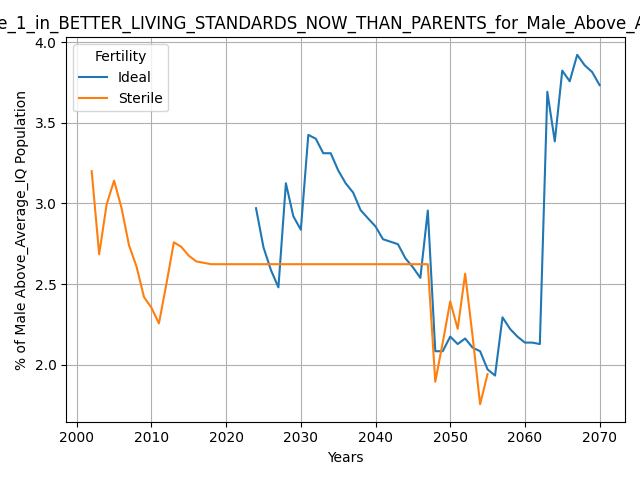 e_1_in_BETTER_LIVING_STANDARDS_NOW_THAN_PARENTS_for_Male_Above_A
4.0
3.5
3.0
2.5
2.0
% of Male Above_Average_IQ Population
Fertility
Ideal
Sterile
2000 2010 2020 2030 2040 2050 2060 2070
Years